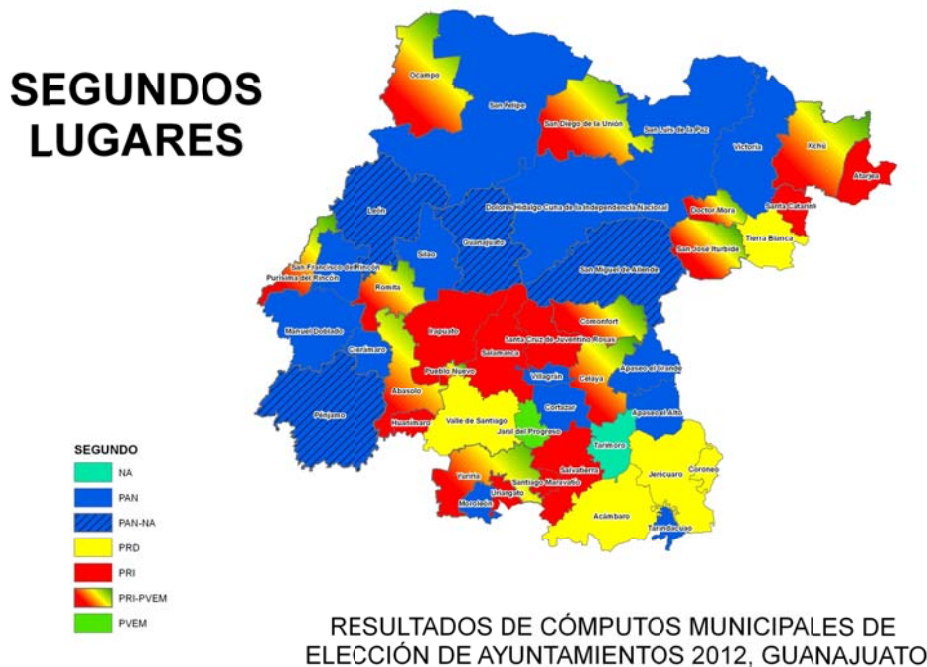 SEGUNDOS
LUGARES
Ocampo
San Felipe
San Diego de la Unión
San Luis de la Paz
Victoria
Xichú
Atarjea
León
Dolores Hidalgo Cuna de la Independencia Nacional
Doctor Mora
Santa Catarina
Tierra Blanca
Guanajuato
Silao
San Miguel de Allende
San José Iturbide
San Francisco del Rincón
Purísima del Rincón
Romita
Comonfort
Manuel Doblado
Cuerámaro
Irapuato
Santa Cruz de Juventino Rosas
Salamanca
Pueblo Nuevo
Villagrán
Celaya
Apaseo el Grande
Pénjamo
Abasolo
Cortazar
Apaseo el Alto
Huanímaro
Valle de Santiago
Jaral del Progreso
Tarimoro
Salvatierra
Jerécuaro
Coroneo
Yuriria
Santiago Maravatío
Uriangato
Moroleón
Acámbaro
Tarandacuao
SEGUNDO
NA
PAN
PAN-NA
PRD
PRI
PRI-PVEM
PVEM
RESULTADOS DE CÓMPUTOS MUNICIPALES DE
ELECCIÓN DE AYUNTAMIENTOS 2012, GUANAJUATO